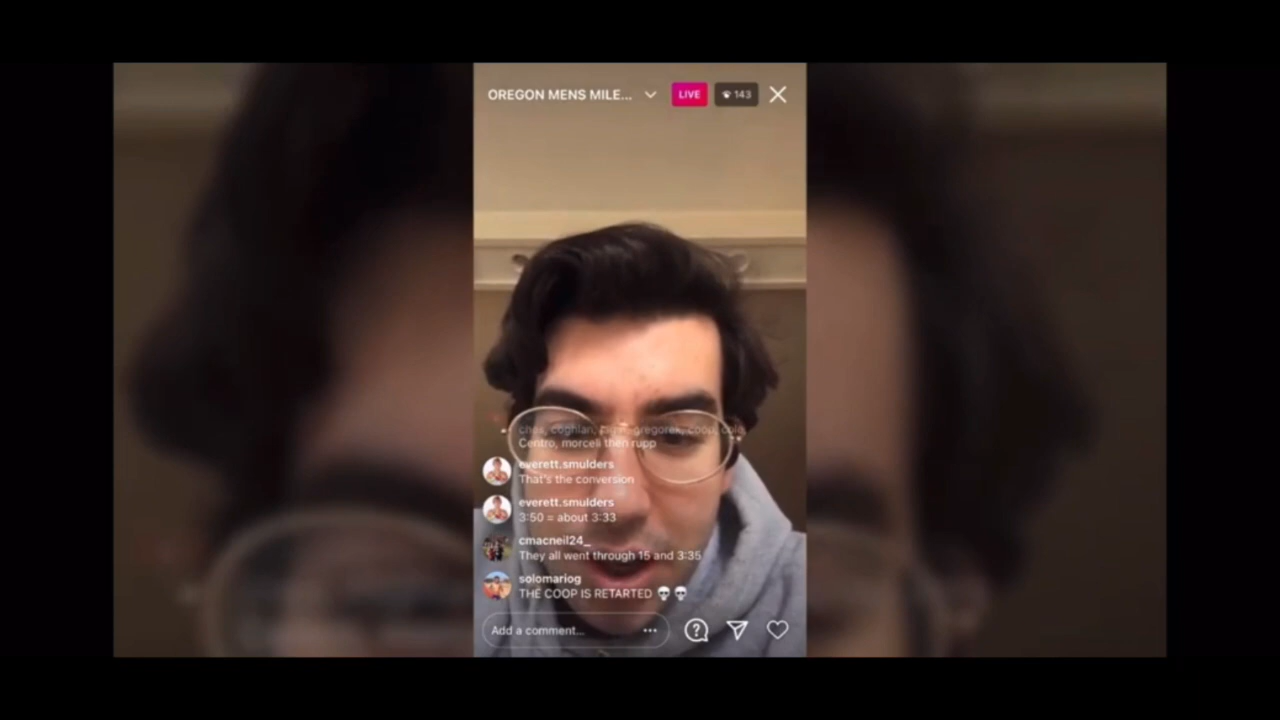 OREGON MENS MILE...
LIVE
143
Centro, morceli then rupp
everett.smulders
That's the conversion
everett.smulders
3:50 = about 3:33
cmacneil24_
They all went through 15 and 3:35
solomariog
THE COOP IS RETARTED 💀💀
Add a comment...